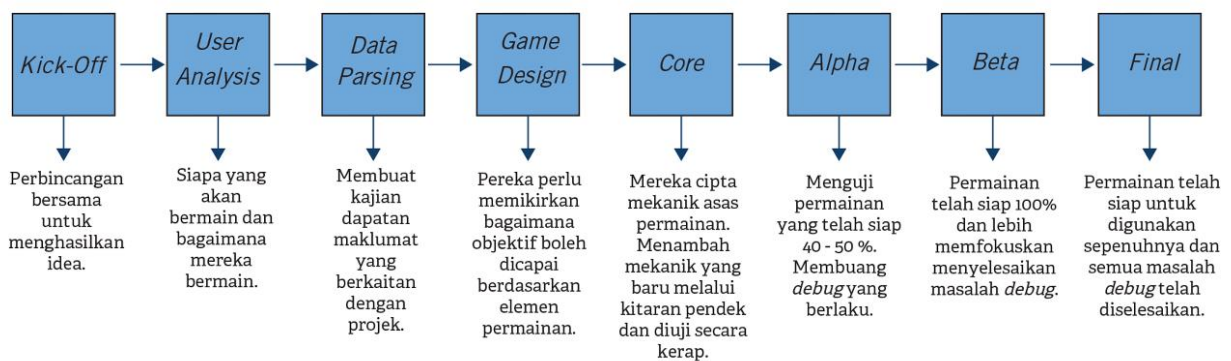 Kick-Off
User
Analysis
Data
Parsing
Game
Design
Core
Alpha
Beta
Final
Perbincangan
bersama
untuk
menghasilkan
idea.
Siapa yang
akan
bermain dan
bagaimana
mereka
bermain.
Membuat
kajian
dapatan
maklumat
yang
berkaitan
dengan
projek.
Pereka perlu
memikirkan
bagaimana
objektif boleh
dicapai
berdasarkan
elemen
permainan.
Mereka cipta
mekanik asas
permainan.
Menambah
mekanik yang
baru melalui
kitaran pendek
dan diuji secara
kerap.
Menguji
permainan
yang telah siap
40 - 50 %.
Membuang
debug yang
berlaku.
Permainan
telah siap 100%
dan lebih
memfokuskan
menyelesaikan
masalah debug.
Permainan telah
siap untuk
digunakan
sepenuhnya dan
semua masalah
debug telah
diselesaikan.